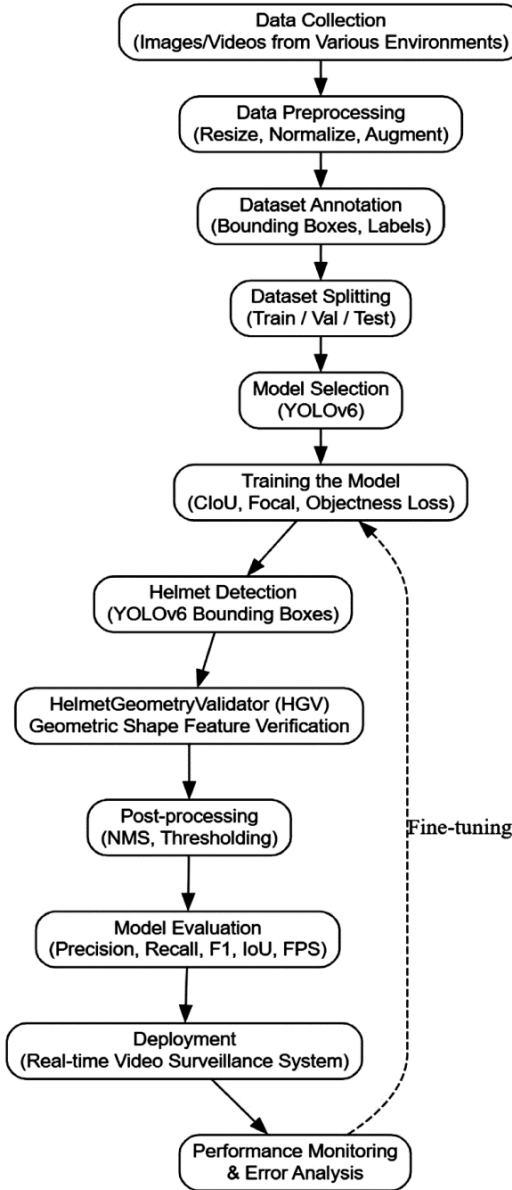 Data Collection
(Images/Videos from Various Environments)
Data Preprocessing
(Resize, Normalize, Augment)
Dataset Annotation
(Bounding Boxes, Labels)
Dataset Splitting
(Train / Val / Test)
Model Selection
(YOLOv6)
Training the Model
(CIoU, Focal, Objectness Loss)
Helmet Detection
(YOLOv6 Bounding Boxes)
HelmetGeometryValidator (HGV)
Geometric Shape Feature Verification
Post-processing
(NMS, Thresholding)
Fine-tuning
Model Evaluation
(Precision, Recall, F1, IoU, FPS)
Deployment
(Real-time Video Surveillance System)
Performance Monitoring
& Error Analysis